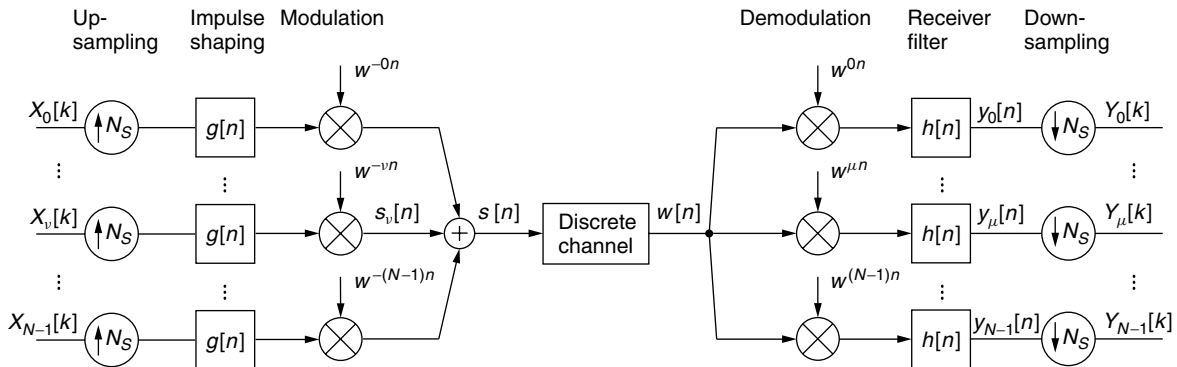 Up-
sampling
Impulse
shaping
Modulation
Demodulation
Receiver
filter
Down-
sampling
w^{-0n}
w^{0n}
X_0[k]
↑N_S
g[n]
h[n]
y_0[n]
↓N_S
Y_0[k]
w^{-νn}
w^{μn}
X_ν[k]
↑N_S
g[n]
s_ν[n]
+
s[n]
Discrete
channel
w[n]
h[n]
y_μ[n]
↓N_S
Y_μ[k]
w^{-(N-1)n}
w^{(N-1)n}
X_{N-1}[k]
↑N_S
g[n]
h[n]
y_{N-1}[n]
↓N_S
Y_{N-1}[k]